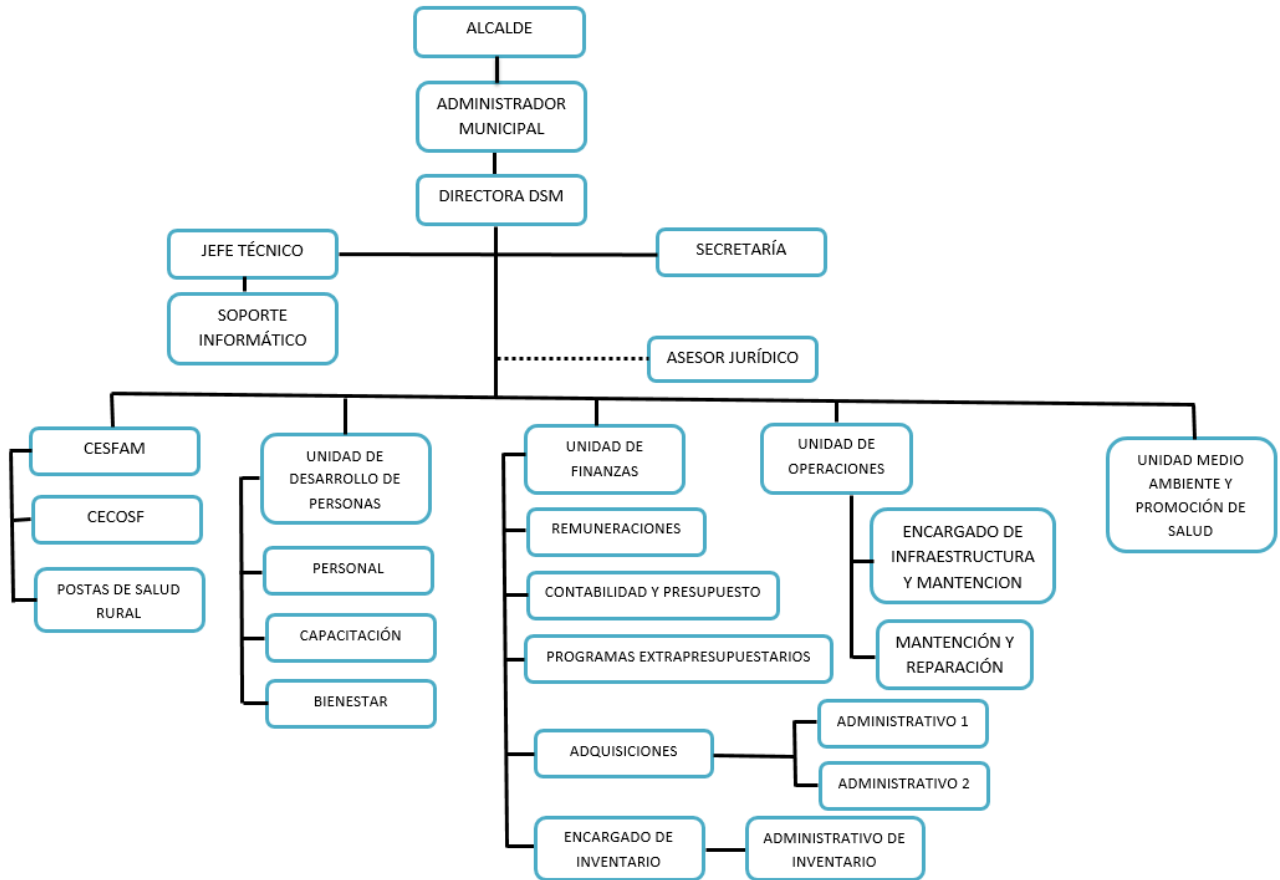 ALCALDE
ADMINISTRADOR
MUNICIPAL
DIRECTORA DSM
JEFE TÉCNICO
SECRETARÍA
SOPORTE
INFORMÁTICO
ASESOR JURÍDICO
CESFAM
CECOSF
POSTAS DE SALUD
RURAL
UNIDAD DE
DESARROLLO DE
PERSONAS
PERSONAL
CAPACITACIÓN
BIENESTAR
UNIDAD DE
FINANZAS
REMUNERACIONES
CONTABILIDAD Y PRESUPUESTO
PROGRAMAS EXTRAPRESUPUESTARIOS
ADQUISICIONES
ADMINISTRATIVO 1
ADMINISTRATIVO 2
ENCARGADO DE
INVENTARIO
ADMINISTRATIVO DE
INVENTARIO
UNIDAD DE
OPERACIONES
ENCARGADO DE
INFRAESTRUCTURA
Y MANTENCION
MANTENCIÓN Y
REPARACIÓN
UNIDAD MEDIO
AMBIENTE Y
PROMOCIÓN DE
SALUD